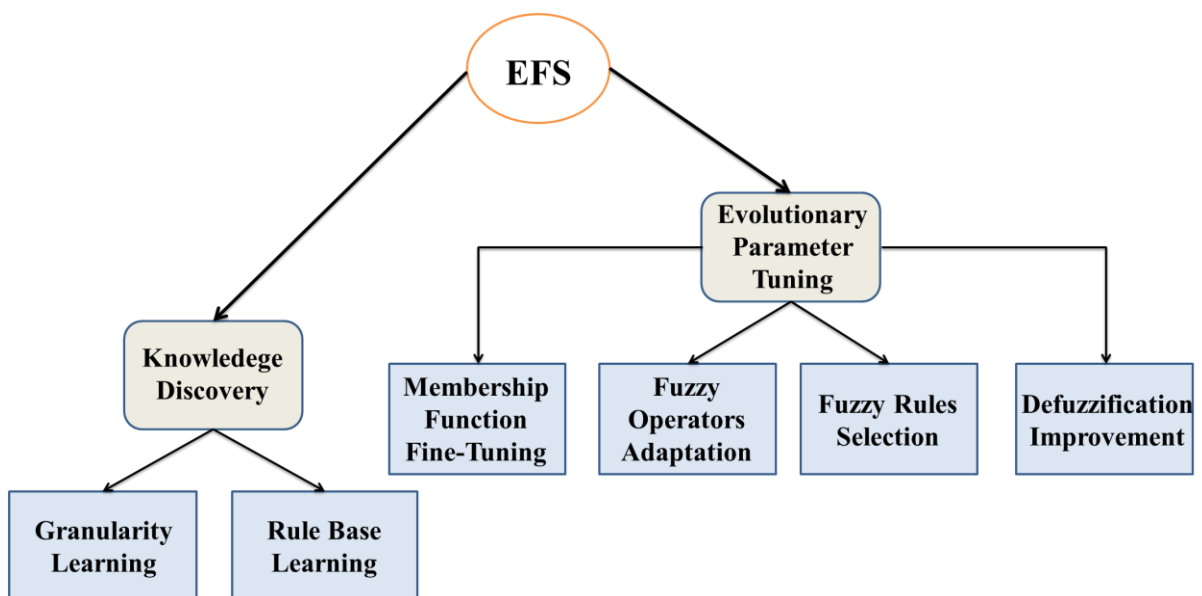 EFS
Evolutionary
Parameter
Tuning
Knowledege
Discovery
Membership
Function
Fine-Tuning
Fuzzy
Operators
Adaptation
Fuzzy Rules
Selection
Defuzzification
Improvement
Granularity
Learning
Rule Base
Learning